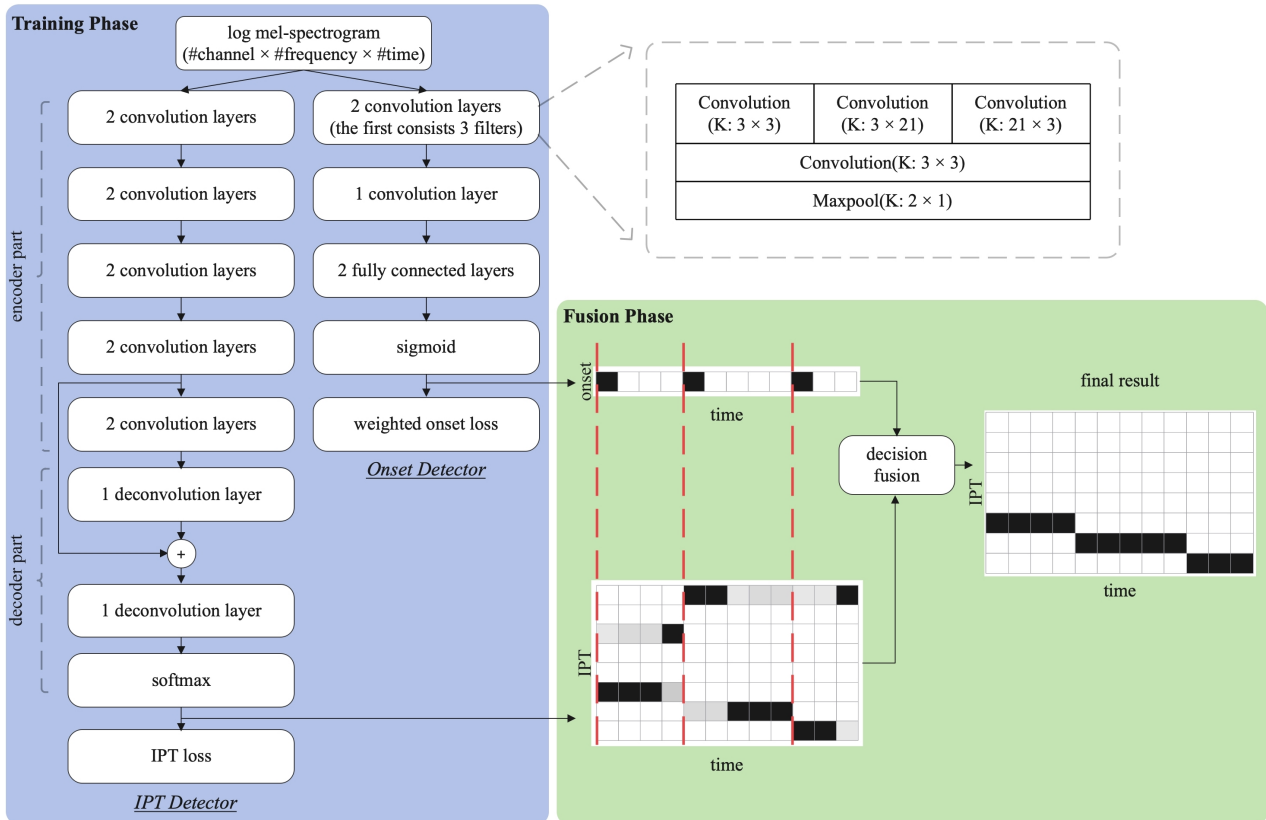 Training Phase
log mel-spectrogram
(#channel × #frequency × #time)
encoder part
decoder part
2 convolution layers
2 convolution layers
2 convolution layers
2 convolution layers
2 convolution layers
1 deconvolution layer
+
1 deconvolution layer
softmax
IPT loss
IPT Detector
2 convolution layers
(the first consists 3 filters)
1 convolution layer
2 fully connected layers
sigmoid
weighted onset loss
Onset Detector
Convolution
(K: 3 × 3)
Convolution
(K: 3 × 21)
Convolution
(K: 21 × 3)
Convolution(K: 3 × 3)
Maxpool(K: 2 × 1)
Fusion Phase
onset
time
IPT
time
decision
fusion
final result
IPT
time